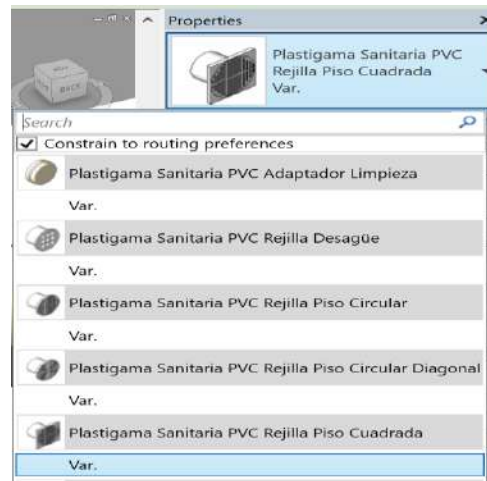 Properties
Plastigama Sanitaria PVC
Rejilla Piso Cuadrada
Var.
Search
Constrain to routing preferences
Plastigama Sanitaria PVC Adaptador Limpieza
Var.
Plastigama Sanitaria PVC Rejilla Desagüe
Var.
Plastigama Sanitaria PVC Rejilla Piso Circular
Var.
Plastigama Sanitaria PVC Rejilla Piso Circular Diagonal
Var.
Plastigama Sanitaria PVC Rejilla Piso Cuadrada
Var.